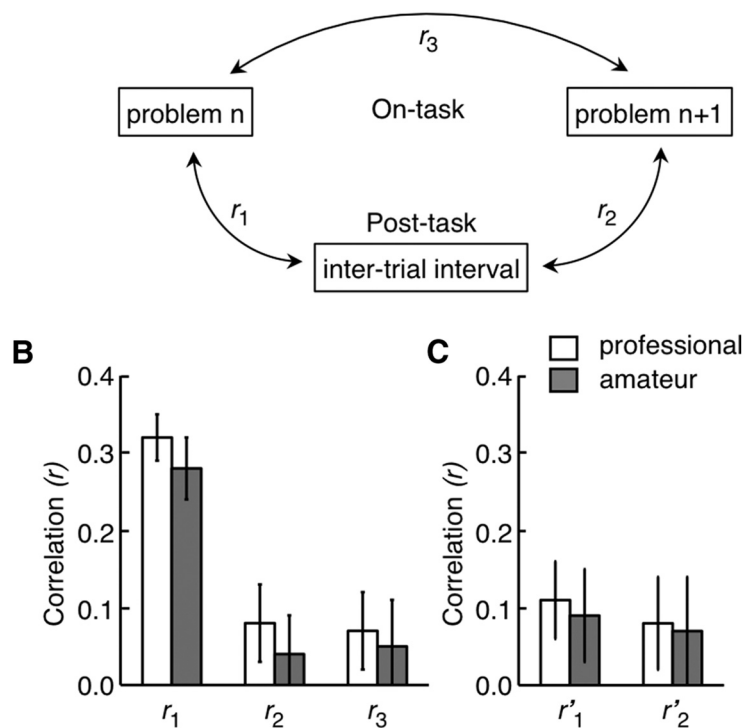 r3
problem n
On-task
problem n+1
r1
Post-task
r2
inter-trial interval
B
C
professional
amateur
0.4
0.3
0.2
0.1
0.0
Correlation (r)
r1
r2
r3
0.4
0.3
0.2
0.1
0.0
Correlation (r)
r'1
r'2